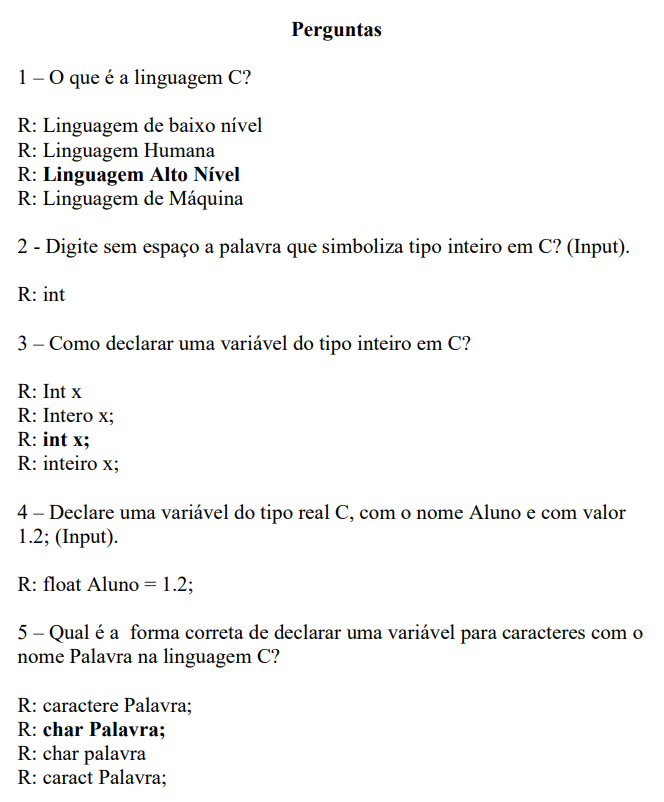 Perguntas
1 – O que é a linguagem C?
R: Linguagem de baixo nível
R: Linguagem Humana
R: Linguagem Alto Nível
R: Linguagem de Máquina
2 - Digite sem espaço a palavra que simboliza tipo inteiro em C? (Input).
R: int
3 – Como declarar uma variável do tipo inteiro em C?
R: Int x
R: Intero x;
R: int x;
R: inteiro x;
4 – Declare uma variável do tipo real C, com o nome Aluno e com valor
1.2; (Input).
R: float Aluno = 1.2;
5 – Qual é a  forma correta de declarar uma variável para caracteres com o
nome Palavra na linguagem C?
R: caractere Palavra;
R: char Palavra;
R: char palavra
R: caract Palavra;